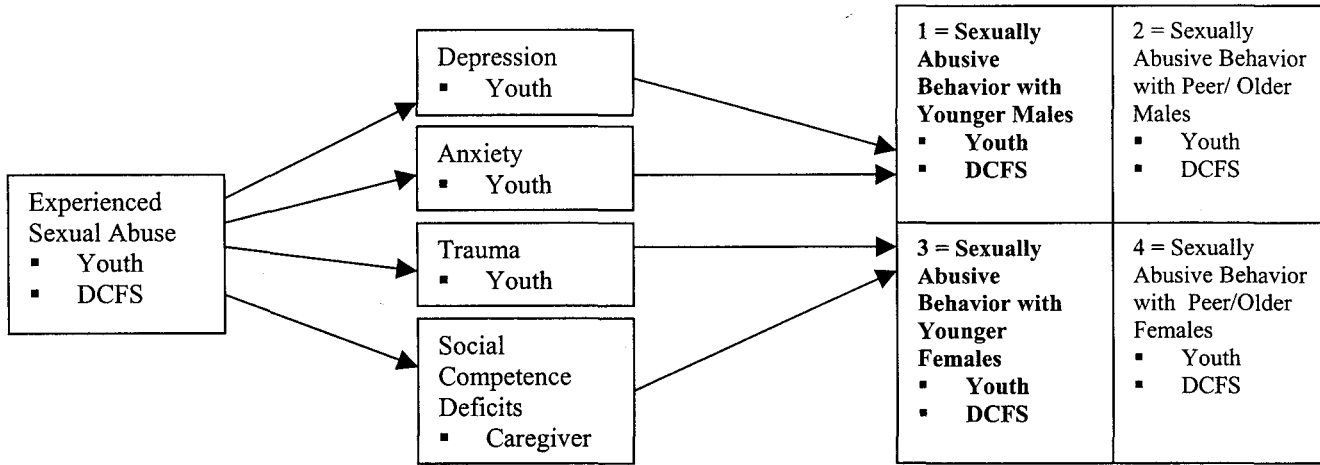 Experienced
Sexual Abuse
▪ Youth
▪ DCFS
Depression
▪ Youth
Anxiety
▪ Youth
Trauma
▪ Youth
Social
Competence
Deficits
▪ Caregiver
1 = Sexually
Abusive
Behavior with
Younger Males
▪ Youth
▪ DCFS
2 = Sexually
Abusive Behavior
with Peer/ Older
Males
▪ Youth
▪ DCFS
3 = Sexually
Abusive
Behavior with
Younger
Females
▪ Youth
▪ DCFS
4 = Sexually
Abusive Behavior
with Peer/Older
Females
▪ Youth
▪ DCFS